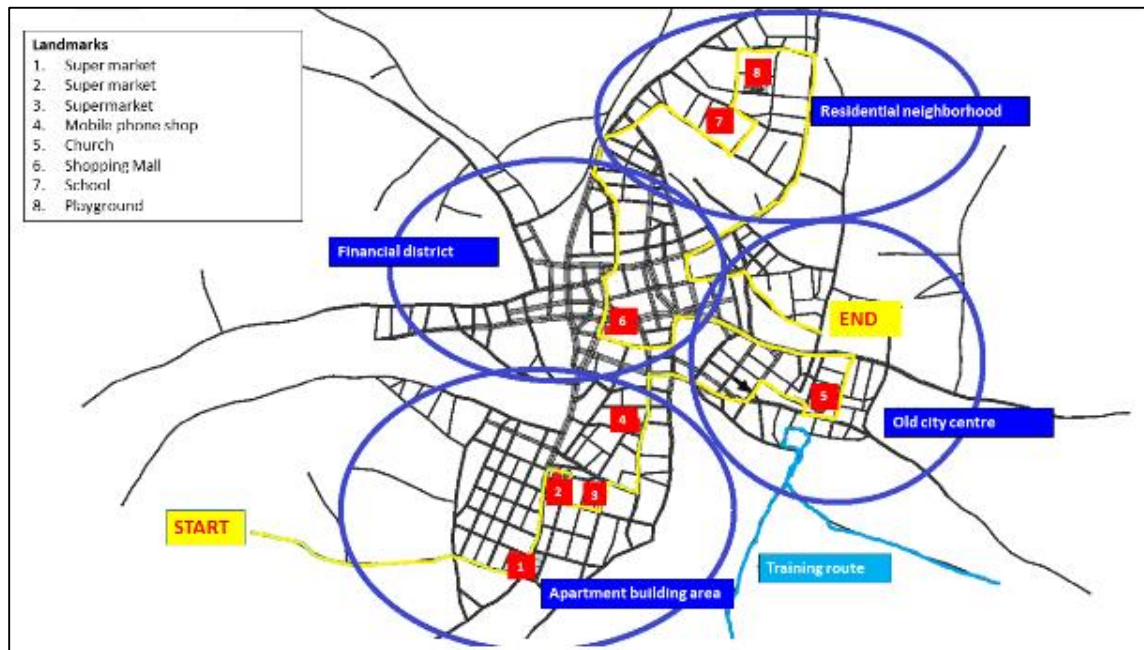 Landmarks
1. Super market
2. Super market
3. Supermarket
4. Mobile phone shop
5. Church
6. Shopping Mall
7. School
8. Playground
8
7
Residential neighborhood
Financial district
6
END
5
Old city centre
4
2
3
START
1
Training route
Apartment building area